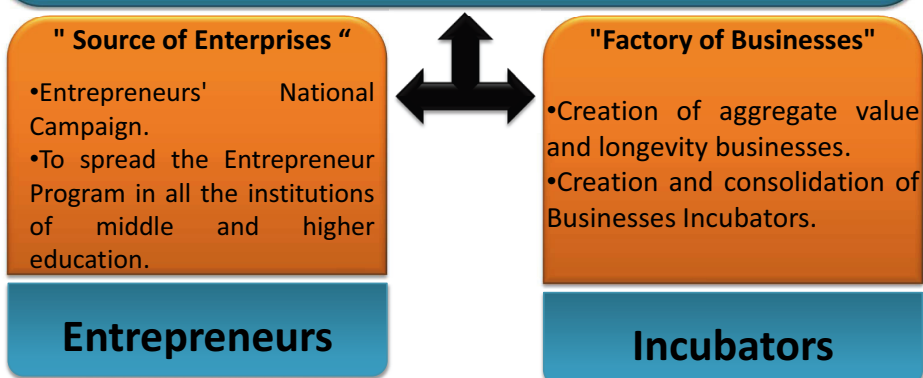 " Source of Enterprises “
•Entrepreneurs' National
Campaign.
•To spread the Entrepreneur
Program in all the institutions
of middle and higher
education.
Entrepreneurs
"Factory of Businesses"
•Creation of aggregate value
and longevity businesses.
•Creation and consolidation of
Businesses Incubators.
Incubators